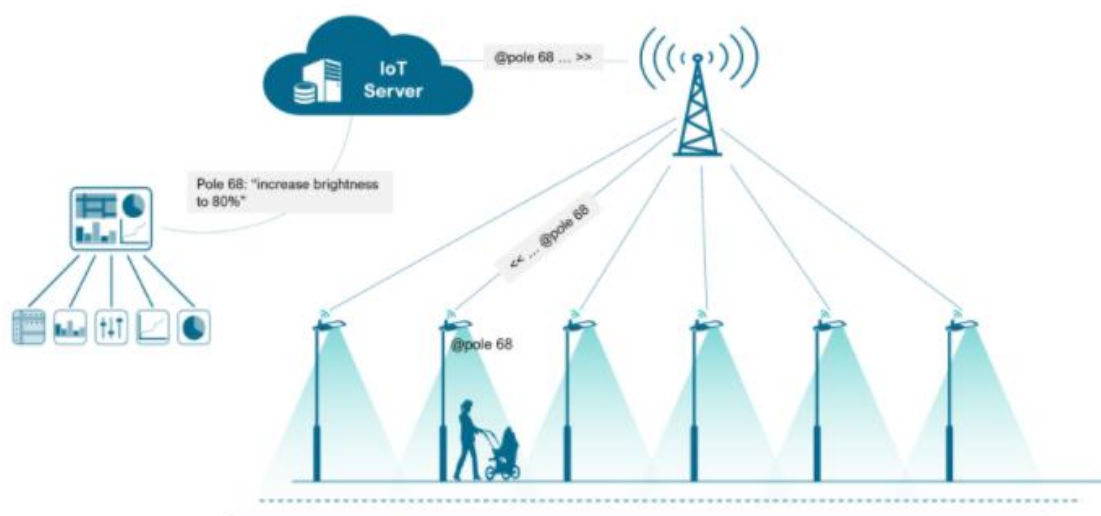 @pole 68 ... >>
IoT
Server
Pole 68: "increase brightness
to 80%"
<< ... @pole 68
@pole 68